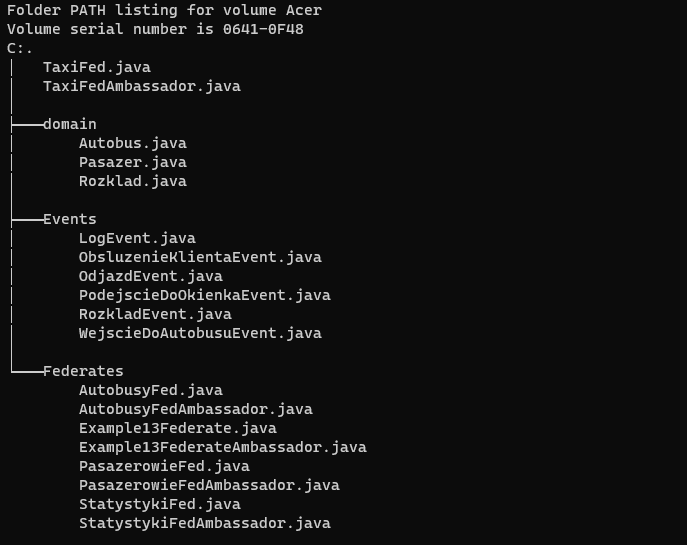 Folder PATH listing for volume Acer
Volume serial number is 0641-0F48
C:.
│   TaxiFed.java
│   TaxiFedAmbassador.java
│
├───domain
│       Autobus.java
│       Pasazer.java
│       Rozklad.java
│
├───Events
│       LogEvent.java
│       ObsluzenieKlientaEvent.java
│       OdjazdEvent.java
│       PodejscieDoOkienkaEvent.java
│       RozkladEvent.java
│       WejscieDoAutobusuEvent.java
│
└───Federates
        AutobusyFed.java
        AutobusyFedAmbassador.java
        Example13Federate.java
        Example13FederateAmbassador.java
        PasazerowieFed.java
        PasazerowieFedAmbassador.java
        StatystykiFed.java
        StatystykiFedAmbassador.java